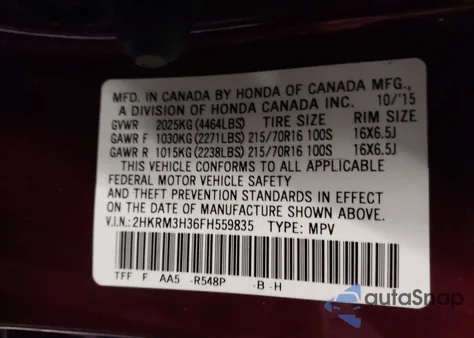 MFD. IN CANADA BY HONDA OF CANADA MFG.,
A DIVISION OF HONDA CANADA INC. 10/'15
GVWR 2025KG (4464LBS) TIRE SIZE RIM SIZE
GAWR F 1030KG (2271LBS) 215/70R16 100S 16X6.5J
GAWR R 1015KG (2238LBS) 215/70R16 100S 16X6.5J
THIS VEHICLE CONFORMS TO ALL APPLICABLE
FEDERAL MOTOR VEHICLE SAFETY
AND THEFT PREVENTION STANDARDS IN EFFECT
ON THE DATE OF MANUFACTURE SHOWN ABOVE.
V.I.N.: 2HKRM3H36FH559835 TYPE: MPV
TFF F AA5 -R548P -B -H
autoSnap